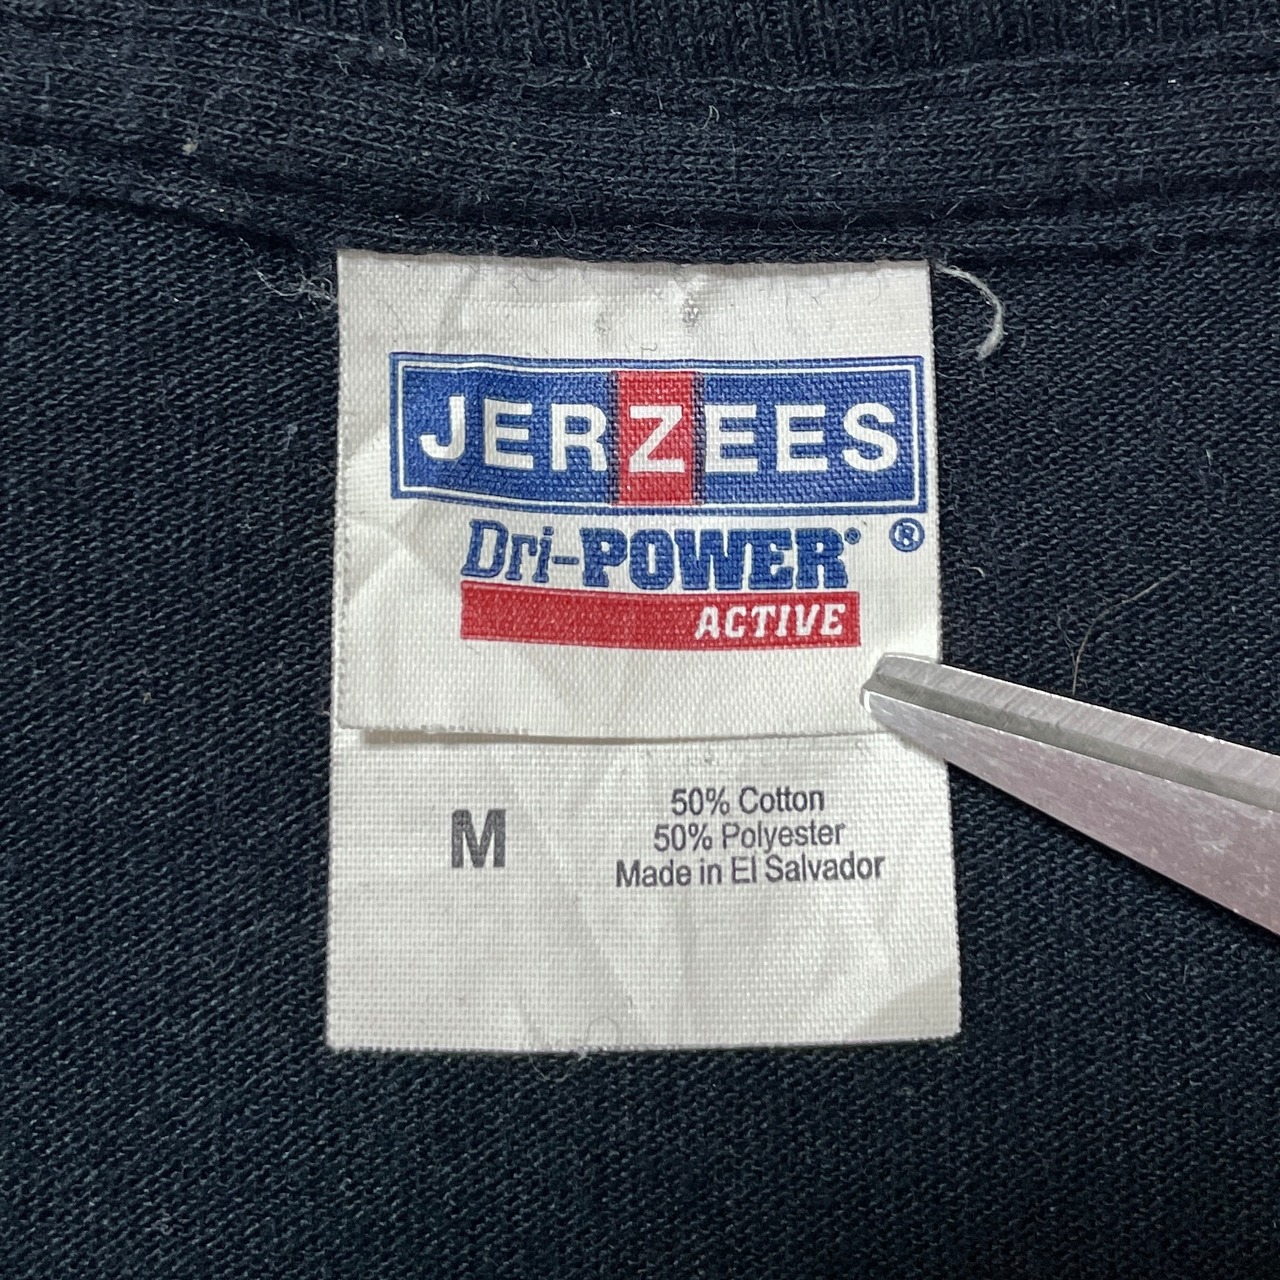 JERZEES
®
Dri-POWER®
ACTIVE
M
50% Cotton
50% Polyester
Made in El Salvador